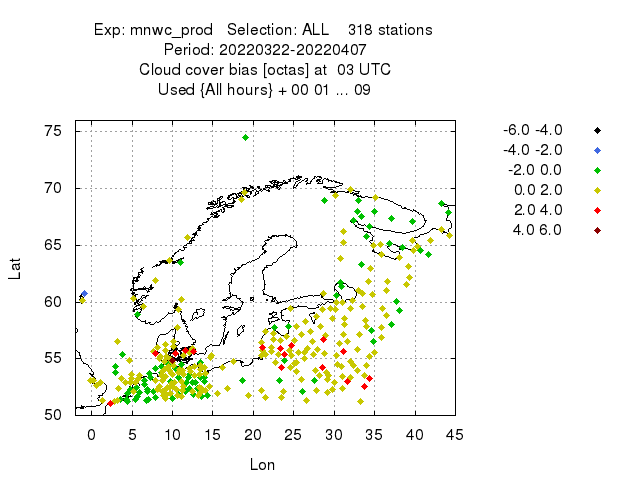 Exp: mnwc_prod   Selection: ALL    318 stations
Period: 20220322-20220407
Cloud cover bias [octas] at  03 UTC
Used {All hours} + 00 01 ... 09
75
70
65
60
55
50
Lat
0 5 10 15 20 25 30 35 40 45
Lon
-6.0 -4.0
-4.0 -2.0
-2.0 0.0
0.0 2.0
2.0 4.0
4.0 6.0